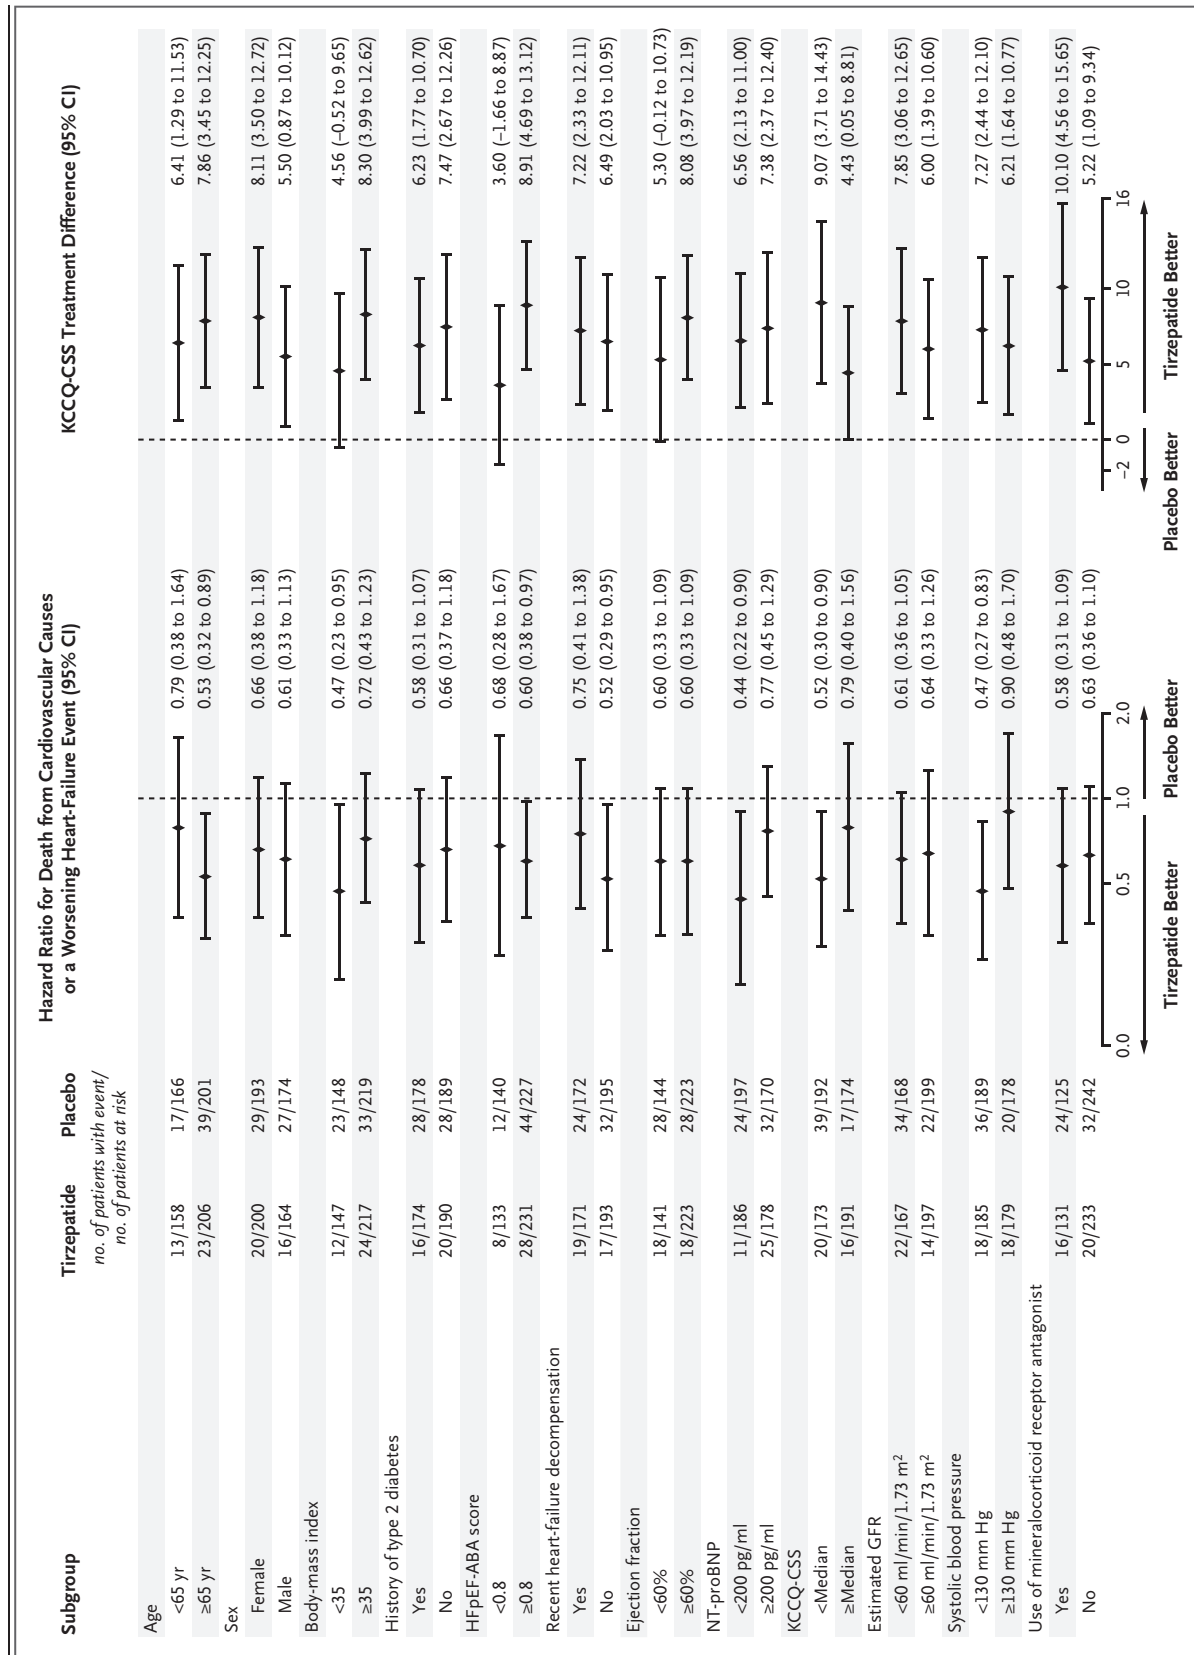 Subgroup Tirzepatide Placebo Hazard Ratio for Death from Cardiovascular Causes or a Worsening Heart-Failure Event (95% CI) KCCQ-CSS Treatment Difference (95% CI)
no. of patients with event/
no. of patients at risk
Age
<65 yr 13/158 17/166 0.79 (0.38 to 1.64) 6.41 (1.29 to 11.53)
≥65 yr 23/206 39/201 0.53 (0.32 to 0.89) 7.86 (3.45 to 12.25)
Sex
Female 20/200 29/193 0.66 (0.38 to 1.18) 8.11 (3.50 to 12.72)
Male 16/164 27/174 0.61 (0.33 to 1.13) 5.50 (0.87 to 10.12)
Body-mass index
<35 12/147 23/148 0.47 (0.23 to 0.95) 4.56 (−0.52 to 9.65)
≥35 24/217 33/219 0.72 (0.43 to 1.23) 8.30 (3.99 to 12.62)
History of type 2 diabetes
Yes 16/174 28/178 0.58 (0.31 to 1.07) 6.23 (1.77 to 10.70)
No 20/190 28/189 0.66 (0.37 to 1.18) 7.47 (2.67 to 12.26)
HFpEF-ABA score
<0.8 8/133 12/140 0.68 (0.28 to 1.67) 3.60 (−1.66 to 8.87)
≥0.8 28/231 44/227 0.60 (0.38 to 0.97) 8.91 (4.69 to 13.12)
Recent heart-failure decompensation
Yes 19/171 24/172 0.75 (0.41 to 1.38) 7.22 (2.33 to 12.11)
No 17/193 32/195 0.52 (0.29 to 0.95) 6.49 (2.03 to 10.95)
Ejection fraction
<60% 18/141 28/144 0.60 (0.33 to 1.09) 5.30 (−0.12 to 10.73)
≥60% 18/223 28/223 0.60 (0.33 to 1.09) 8.08 (3.97 to 12.19)
NT-proBNP
<200 pg/ml 11/186 24/197 0.44 (0.22 to 0.90) 6.56 (2.13 to 11.00)
≥200 pg/ml 25/178 32/170 0.77 (0.45 to 1.29) 7.38 (2.37 to 12.40)
KCCQ-CSS
<Median 20/173 39/192 0.52 (0.30 to 0.90) 9.07 (3.71 to 14.43)
≥Median 16/191 17/174 0.79 (0.40 to 1.56) 4.43 (0.05 to 8.81)
Estimated GFR
<60 ml/min/1.73 m² 22/167 34/168 0.61 (0.36 to 1.05) 7.85 (3.06 to 12.65)
≥60 ml/min/1.73 m² 14/197 22/199 0.64 (0.33 to 1.26) 6.00 (1.39 to 10.60)
Systolic blood pressure
<130 mm Hg 18/185 36/189 0.47 (0.27 to 0.83) 7.27 (2.44 to 12.10)
≥130 mm Hg 18/179 20/178 0.90 (0.48 to 1.70) 6.21 (1.64 to 10.77)
Use of mineralocorticoid receptor antagonist
Yes 16/131 24/125 0.58 (0.31 to 1.09) 10.10 (4.56 to 15.65)
No 20/233 32/242 0.63 (0.36 to 1.10) 5.22 (1.09 to 9.34)
0.0 0.5 1.0 2.0 −2 0 5 10 16
Tirzepatide Better Placebo Better Placebo Better Tirzepatide Better